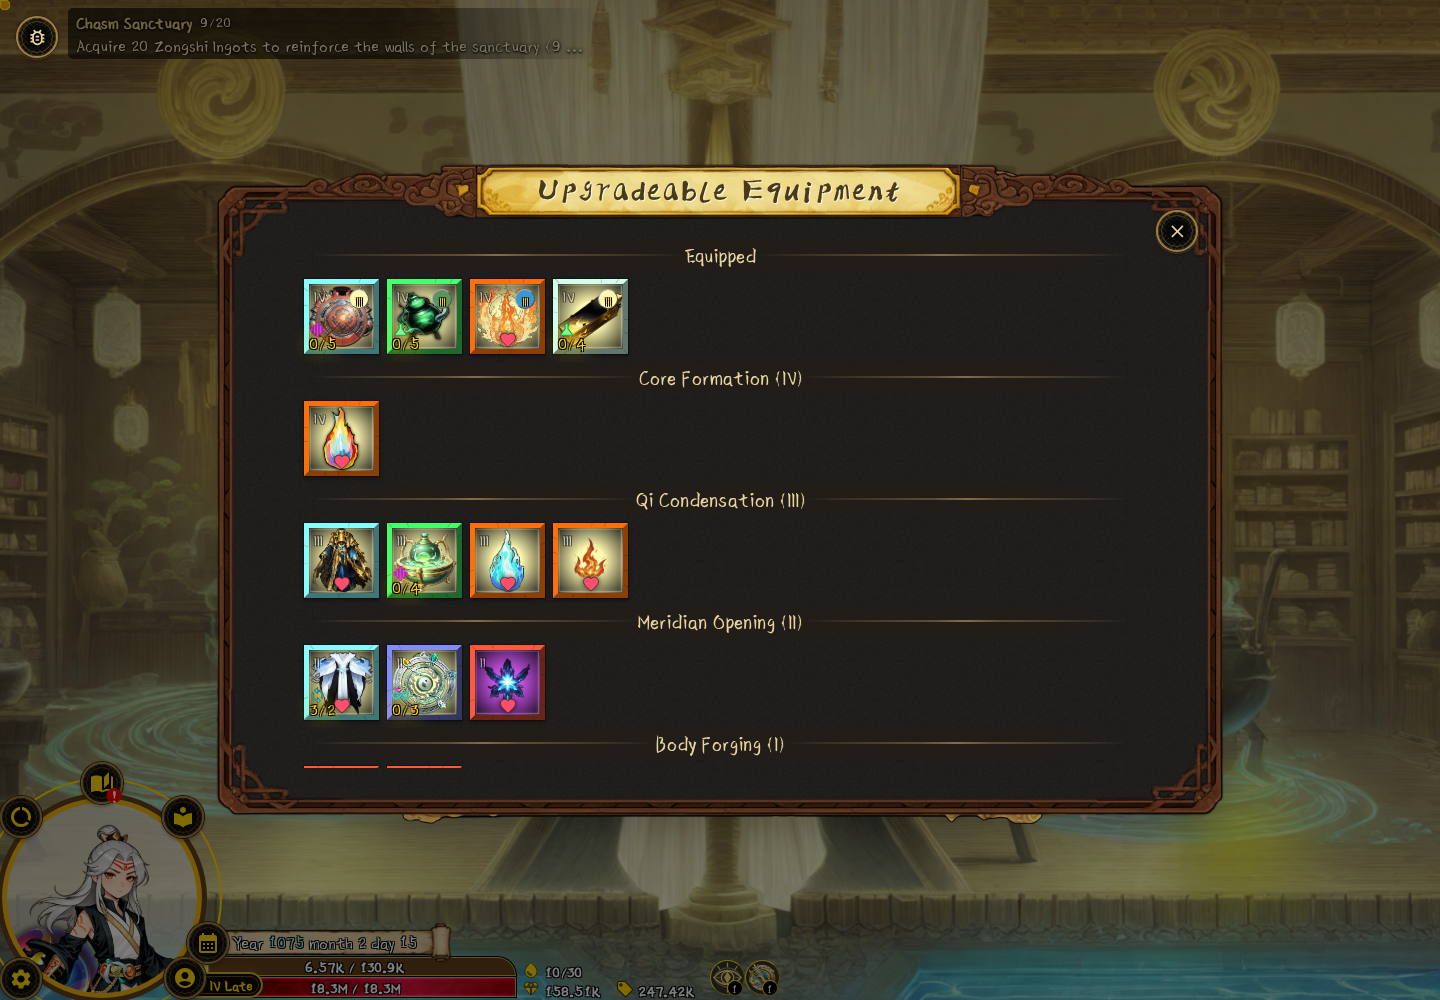 Chasm Sanctuary 9/20
Acquire 20 Zongshi Ingots to reinforce the walls of the sanctuary (9 ...
Upgradeable Equipment
Equipped
IV III 0/5
IV III 0/5
IV III
IV III 0/4
Core Formation (IV)
IV
Qi Condensation (III)
III
III 0/4
III
III
Meridian Opening (II)
II 3/2
II 0/3
II
Body Forging (I)
Year 1075 month 2 day 15
6.57k / 130.9k
18.3M / 18.3M
IV Late
10/30
158.51k
247.42k
1
1